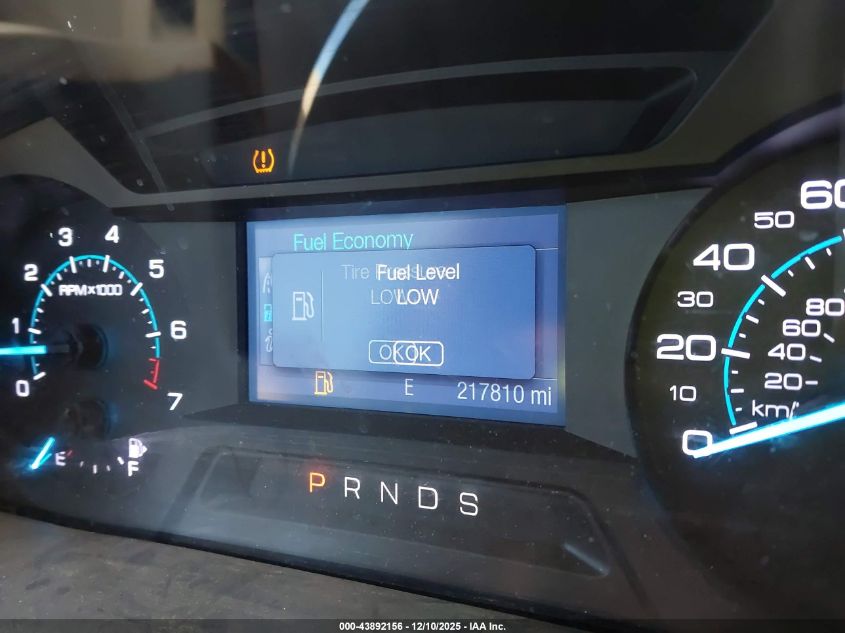 Fuel Economy
Fuel Level
Tire
LOW
LOW
OK
OK
E
217810 mi
0
1
2
3
4
5
6
7
RPM×1000
E
F
P R N D S
0
10
20
30
40
50
60
20
40
60
80
km/
000-43892156 - 12/10/2025 - IAA Inc.